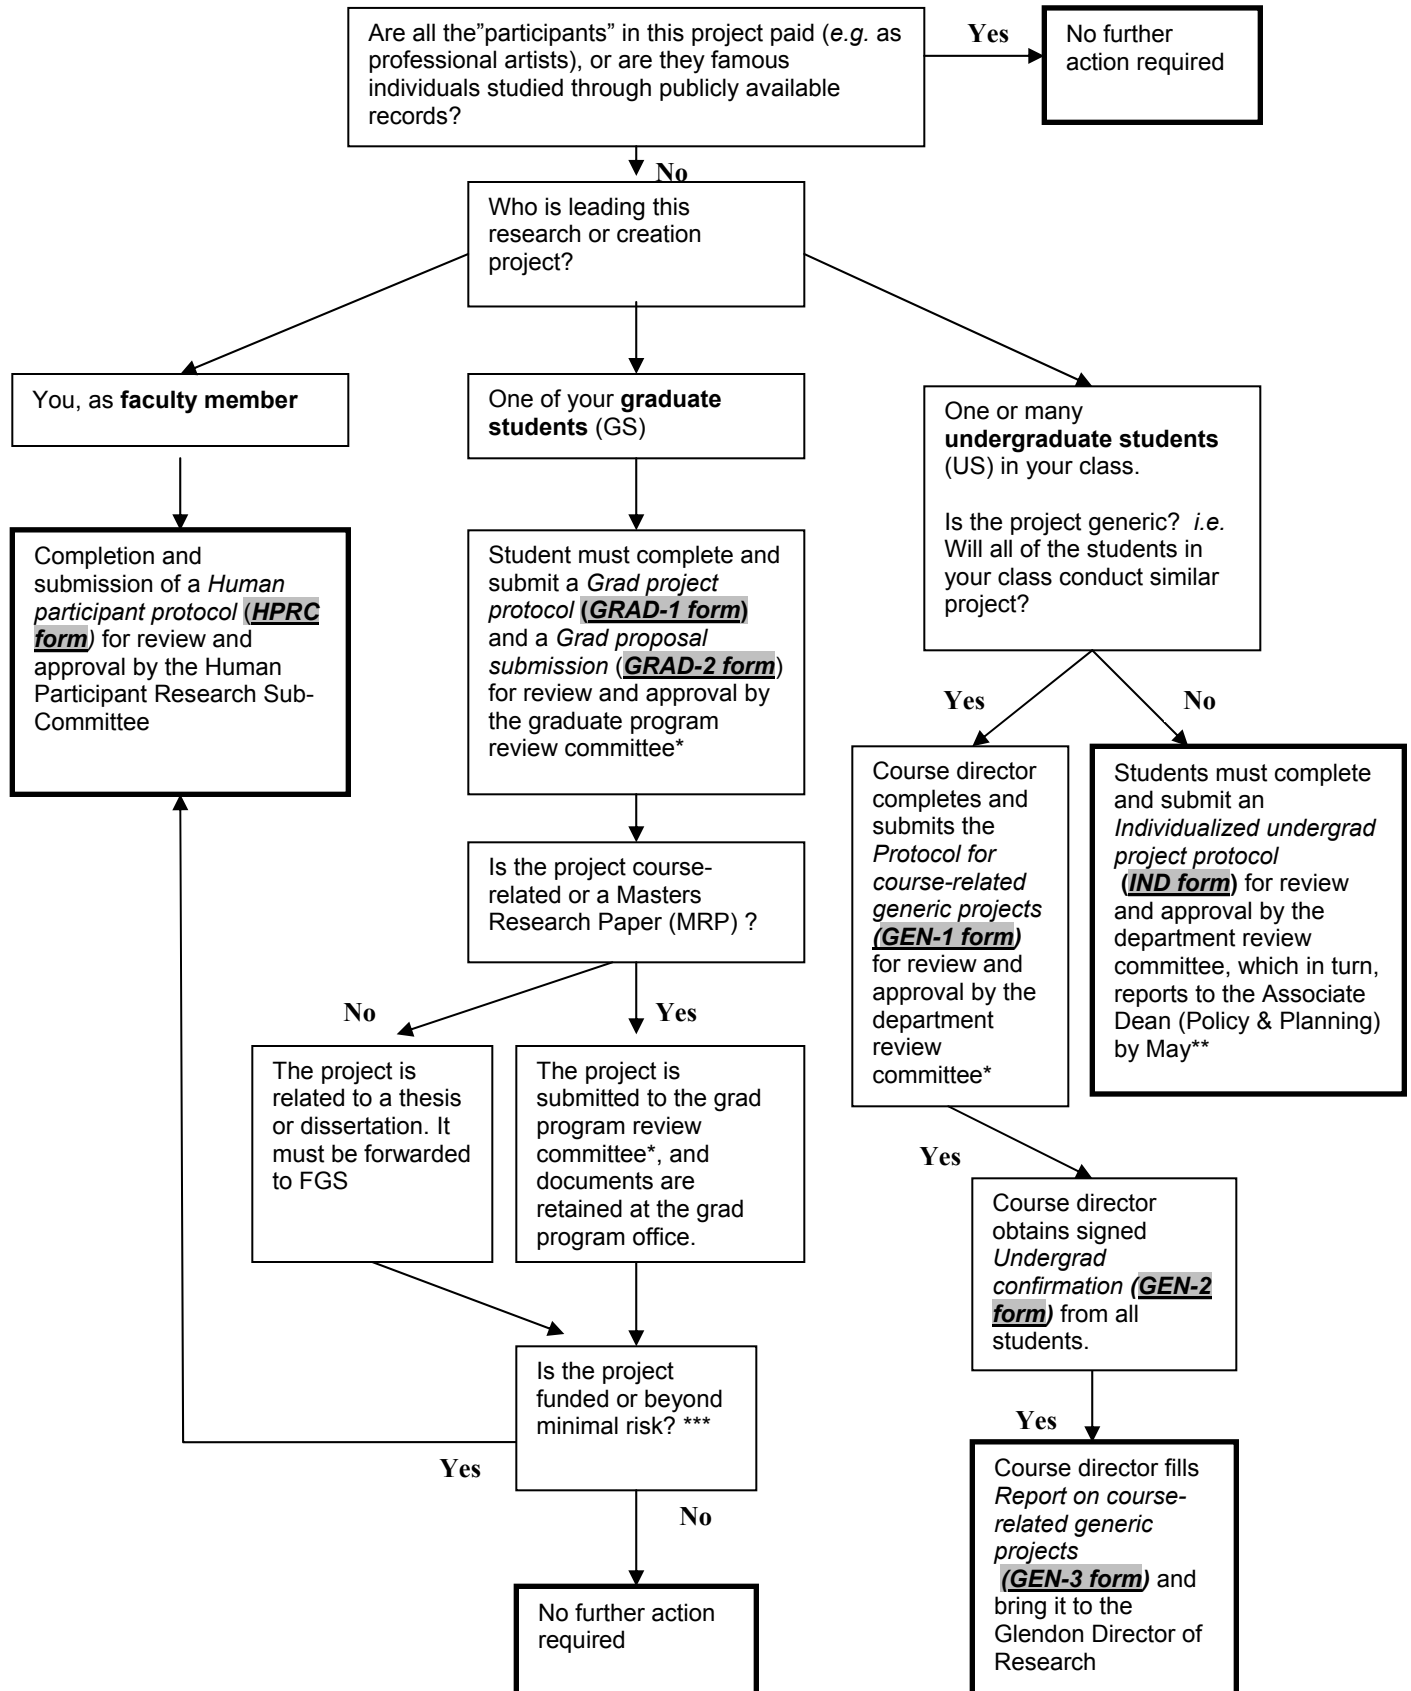 Are all the”participants” in this project paid (e.g. as
professional artists), or are they famous
individuals studied through publicly available
records?
Yes
No further
action required
No
Who is leading this
research or creation
project?
You, as faculty member
One of your graduate
students (GS)
One or many
undergraduate students
(US) in your class.
Is the project generic? i.e.
Will all of the students in
your class conduct similar
project?
Completion and
submission of a Human
participant protocol (HPRC
form) for review and
approval by the Human
Participant Research Sub-
Committee
Student must complete and
submit a Grad project
protocol (GRAD-1 form)
and a Grad proposal
submission (GRAD-2 form)
for review and approval by
the graduate program
review committee*
Yes
No
Course director
completes and
submits the
Protocol for
course-related
generic projects
(GEN-1 form)
for review and
approval by the
department
review
committee*
Students must complete
and submit an
Individualized undergrad
project protocol
(IND form) for review
and approval by the
department review
committee, which in turn,
reports to the Associate
Dean (Policy & Planning)
by May**
Is the project course-
related or a Masters
Research Paper (MRP) ?
No
Yes
The project is
related to a thesis
or dissertation. It
must be forwarded
to FGS
The project is
submitted to the grad
program review
committee*, and
documents are
retained at the grad
program office.
Yes
Course director
obtains signed
Undergrad
confirmation (GEN-2
form) from all
students.
Is the project
funded or beyond
minimal risk? ***
Yes
No
Yes
Course director fills
Report on course-
related generic
projects
(GEN-3 form) and
bring it to the
Glendon Director of
Research
No further action
required